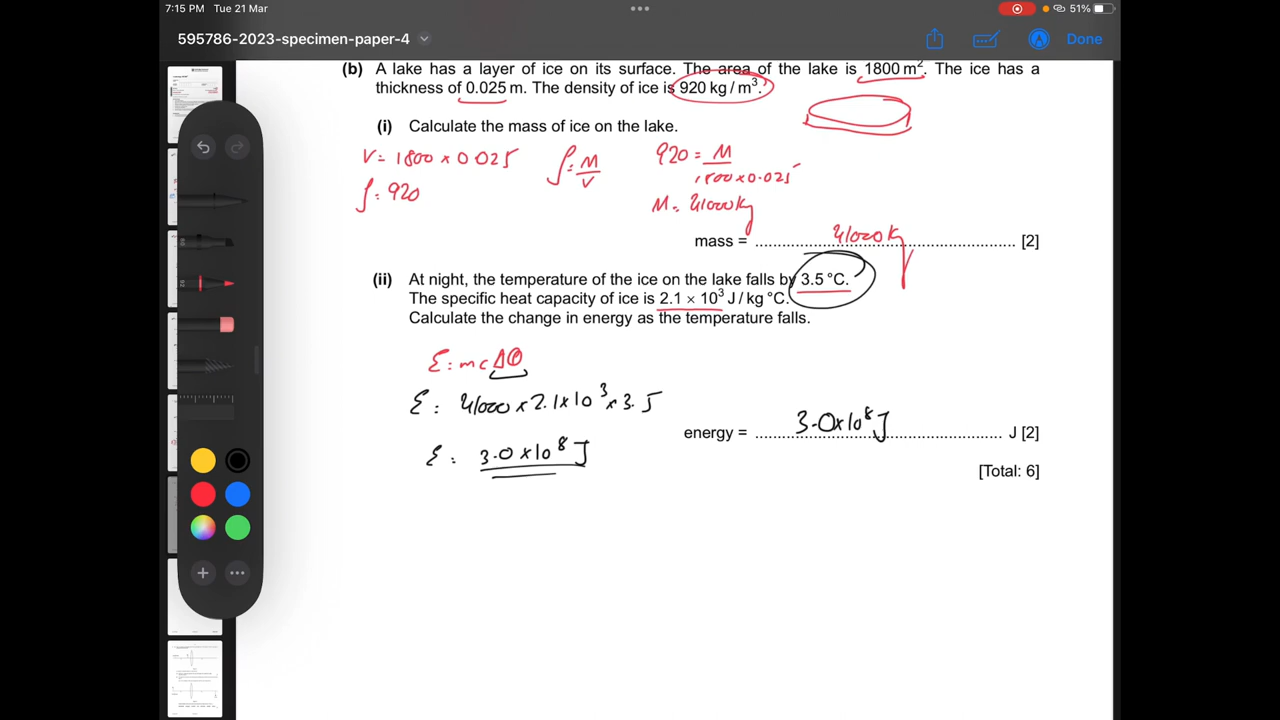 7:15 PM Tue 21 Mar
51%
595786-2023-specimen-paper-4
Done
(b) A lake has a layer of ice on its surface. The area of the lake is 1800 m². The ice has a
thickness of 0.025 m. The density of ice is 920 kg / m³.
(i) Calculate the mass of ice on the lake.
V = 1800 × 0.025
ρ = M/V
920 = M/1800×0.025
ρ = 920
M = 41000kg
mass = 41000kg [2]
(ii) At night, the temperature of the ice on the lake falls by 3.5 °C.
The specific heat capacity of ice is 2.1 × 10³ J / kg °C.
Calculate the change in energy as the temperature falls.
E = mcΔθ
E = 41000 × 2.1 × 10³ × 3.5
energy = 3.0×10⁸J J [2]
E = 3.0 × 10⁸ J
[Total: 6]